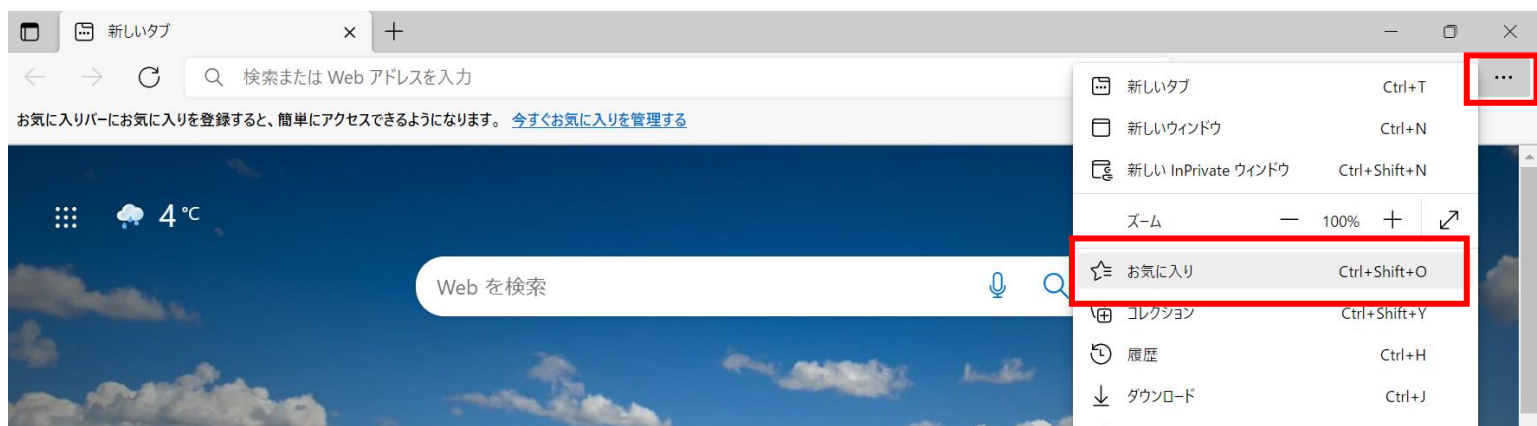 新しいタブ
検索または Web アドレスを入力
お気に入りバーにお気に入りを登録すると、簡単にアクセスできるようになります。 今すぐお気に入りを管理する
4 ℃
Web を検索
新しいタブ Ctrl+T
新しいウィンドウ Ctrl+N
新しい InPrivate ウィンドウ Ctrl+Shift+N
ズーム 100%
お気に入り Ctrl+Shift+O
コレクション Ctrl+Shift+Y
履歴 Ctrl+H
ダウンロード Ctrl+J